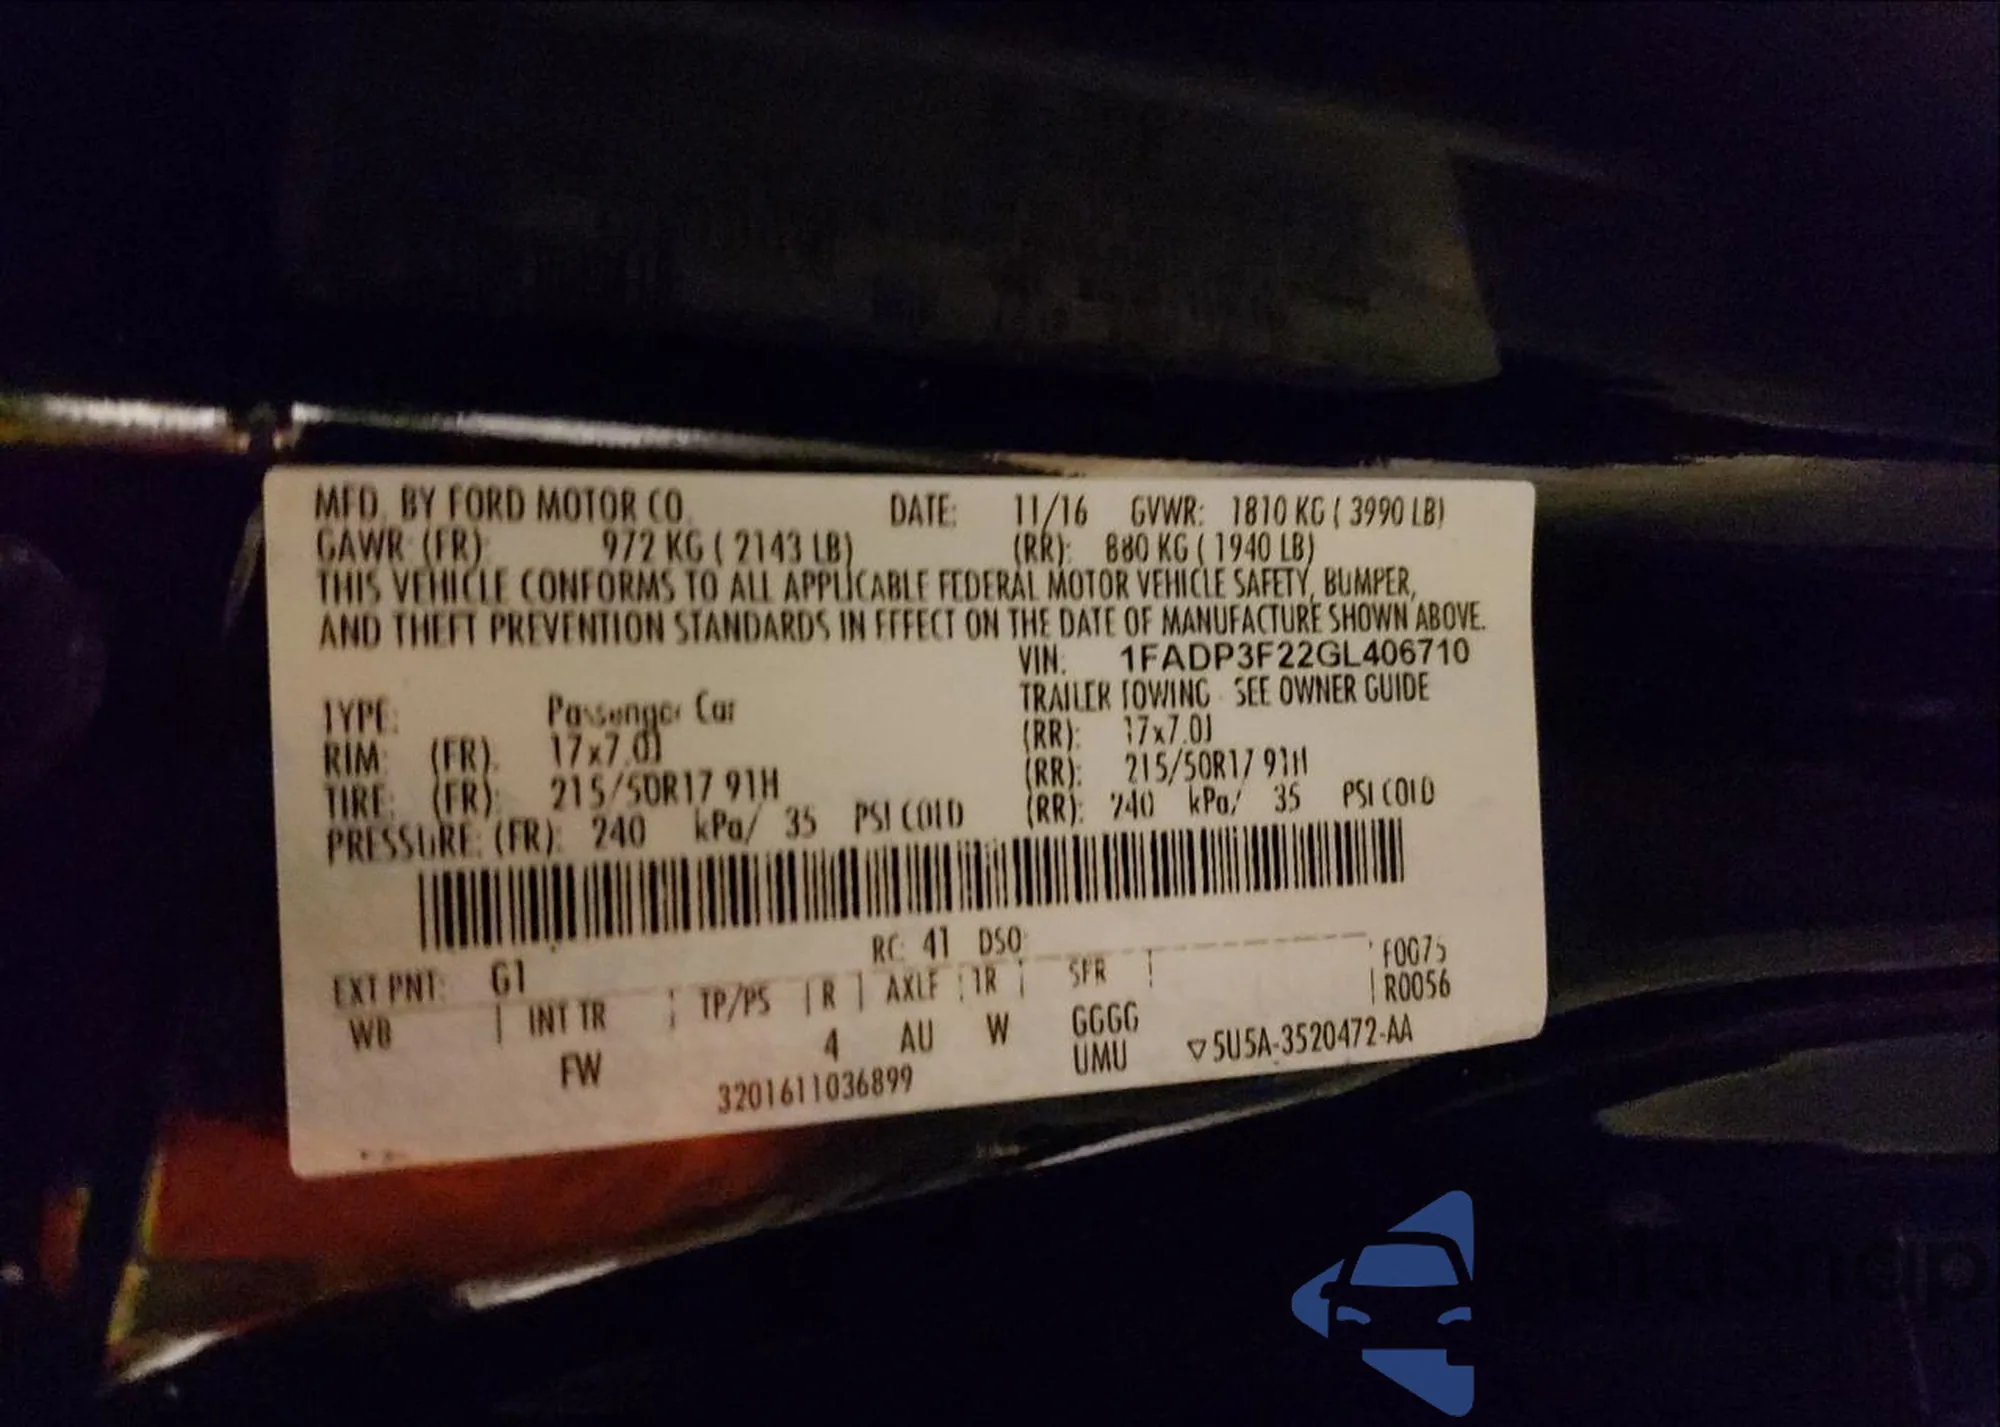 MFD. BY FORD MOTOR CO. DATE: 11/16 GVWR: 1810 KG ( 3990 LB)
GAWR (FR): 972 KG ( 2143 LB) (RR): 880 KG ( 1940 LB)
THIS VEHICLE CONFORMS TO ALL APPLICABLE FEDERAL MOTOR VEHICLE SAFETY, BUMPER,
AND THEFT PREVENTION STANDARDS IN EFFECT ON THE DATE OF MANUFACTURE SHOWN ABOVE.
VIN: 1FADP3F22GL406710
TYPE: Passenger Car TRAILER TOWING - SEE OWNER GUIDE
RIM: (FR): 17x7.0J (RR): 17x7.0J
TIRE: (FR): 215/50R17 91H (RR): 215/50R17 91H
PRESSURE: (FR): 240 kPa/ 35 PSI COLD (RR): 240 kPa/ 35 PSI COLD
RC: 41 DSO:
EXT PNT: G1 F0075
WB INT TR TP/PS R AXLE TR SPR R0056
FW 4 AU W GGGG
UMU ▽5U5A-3520472-AA
3201611036899